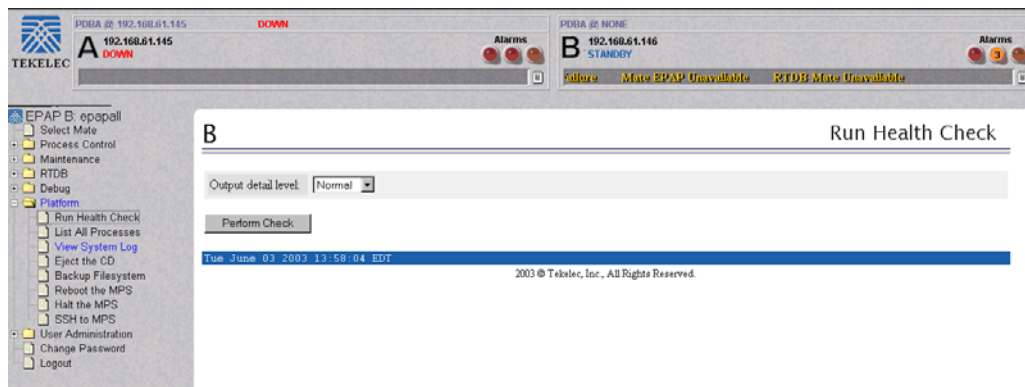 PDBA @ 192.168.61.145 DOWN
A 192.168.61.145
DOWN
Alarms
TEKELEC
PDBA @ NONE
B 192.168.61.146
STANDBY
Alarms
3
Mate EPAP Unavailable RTDB Mate Unavailable
EPAP B: epapall
Select Mate
Process Control
Maintenance
RTDB
Debug
Platform
Run Health Check
List All Processes
View System Log
Eject the CD
Backup Filesystem
Reboot the MPS
Halt the MPS
SSH to MPS
User Administration
Change Password
Logout
B Run Health Check
Output detail level: Normal
Perform Check
Tue June 03 2003 13:58:04 EDT
2003 © Tekelec, Inc., All Rights Reserved.